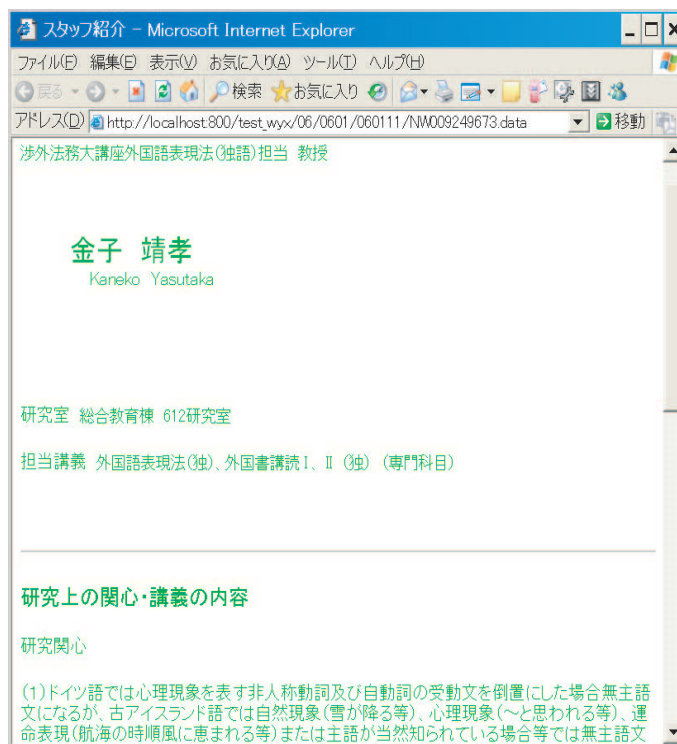 スタッフ紹介 - Microsoft Internet Explorer
ファイル(F) 編集(E) 表示(V) お気に入り(A) ツール(T) ヘルプ(H)
戻る 検索 お気に入り
アドレス(D) http://localhost:800/test_wyx/06/0601/060111/NW009249673.data 移動
渉外法務大講座外国語表現法(独語)担当 教授
金子 靖孝
Kaneko Yasutaka
研究室 総合教育棟 612研究室
担当講義 外国語表現法(独)、外国書講読Ⅰ、Ⅱ (独) (専門科目)
研究上の関心・講義の内容
研究関心
(1)ドイツ語では心理現象を表す非人称動詞及び自動詞の受動文を倒置にした場合無主語
文になるが、古アイスランド語では自然現象(雪が降る等)、心理現象(~と思われる等)、運
命表現(航海の時順風に恵まれる等)または主語が当然知られている場合等では無主語文